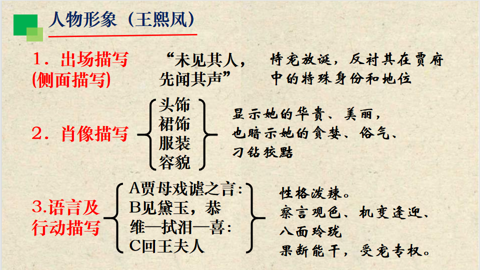 人物形象（王熙凤）
1．出场描写
(侧面描写)
“未见其人，
先闻其声”
恃宠放诞，反衬其在贾府
中的特殊身份和地位
2．肖像描写
头饰
裙饰
服装
容貌
显示她的华贵、美丽，
也暗示她的贪婪、俗气、
刁钻狡黠
3.语言及
行动描写
A贾母戏谑之言：
B见黛玉，恭
维—拭泪—喜：
C回王夫人
性格泼辣。
察言观色、机变逢迎、
八面玲珑
果断能干，受宠专权。